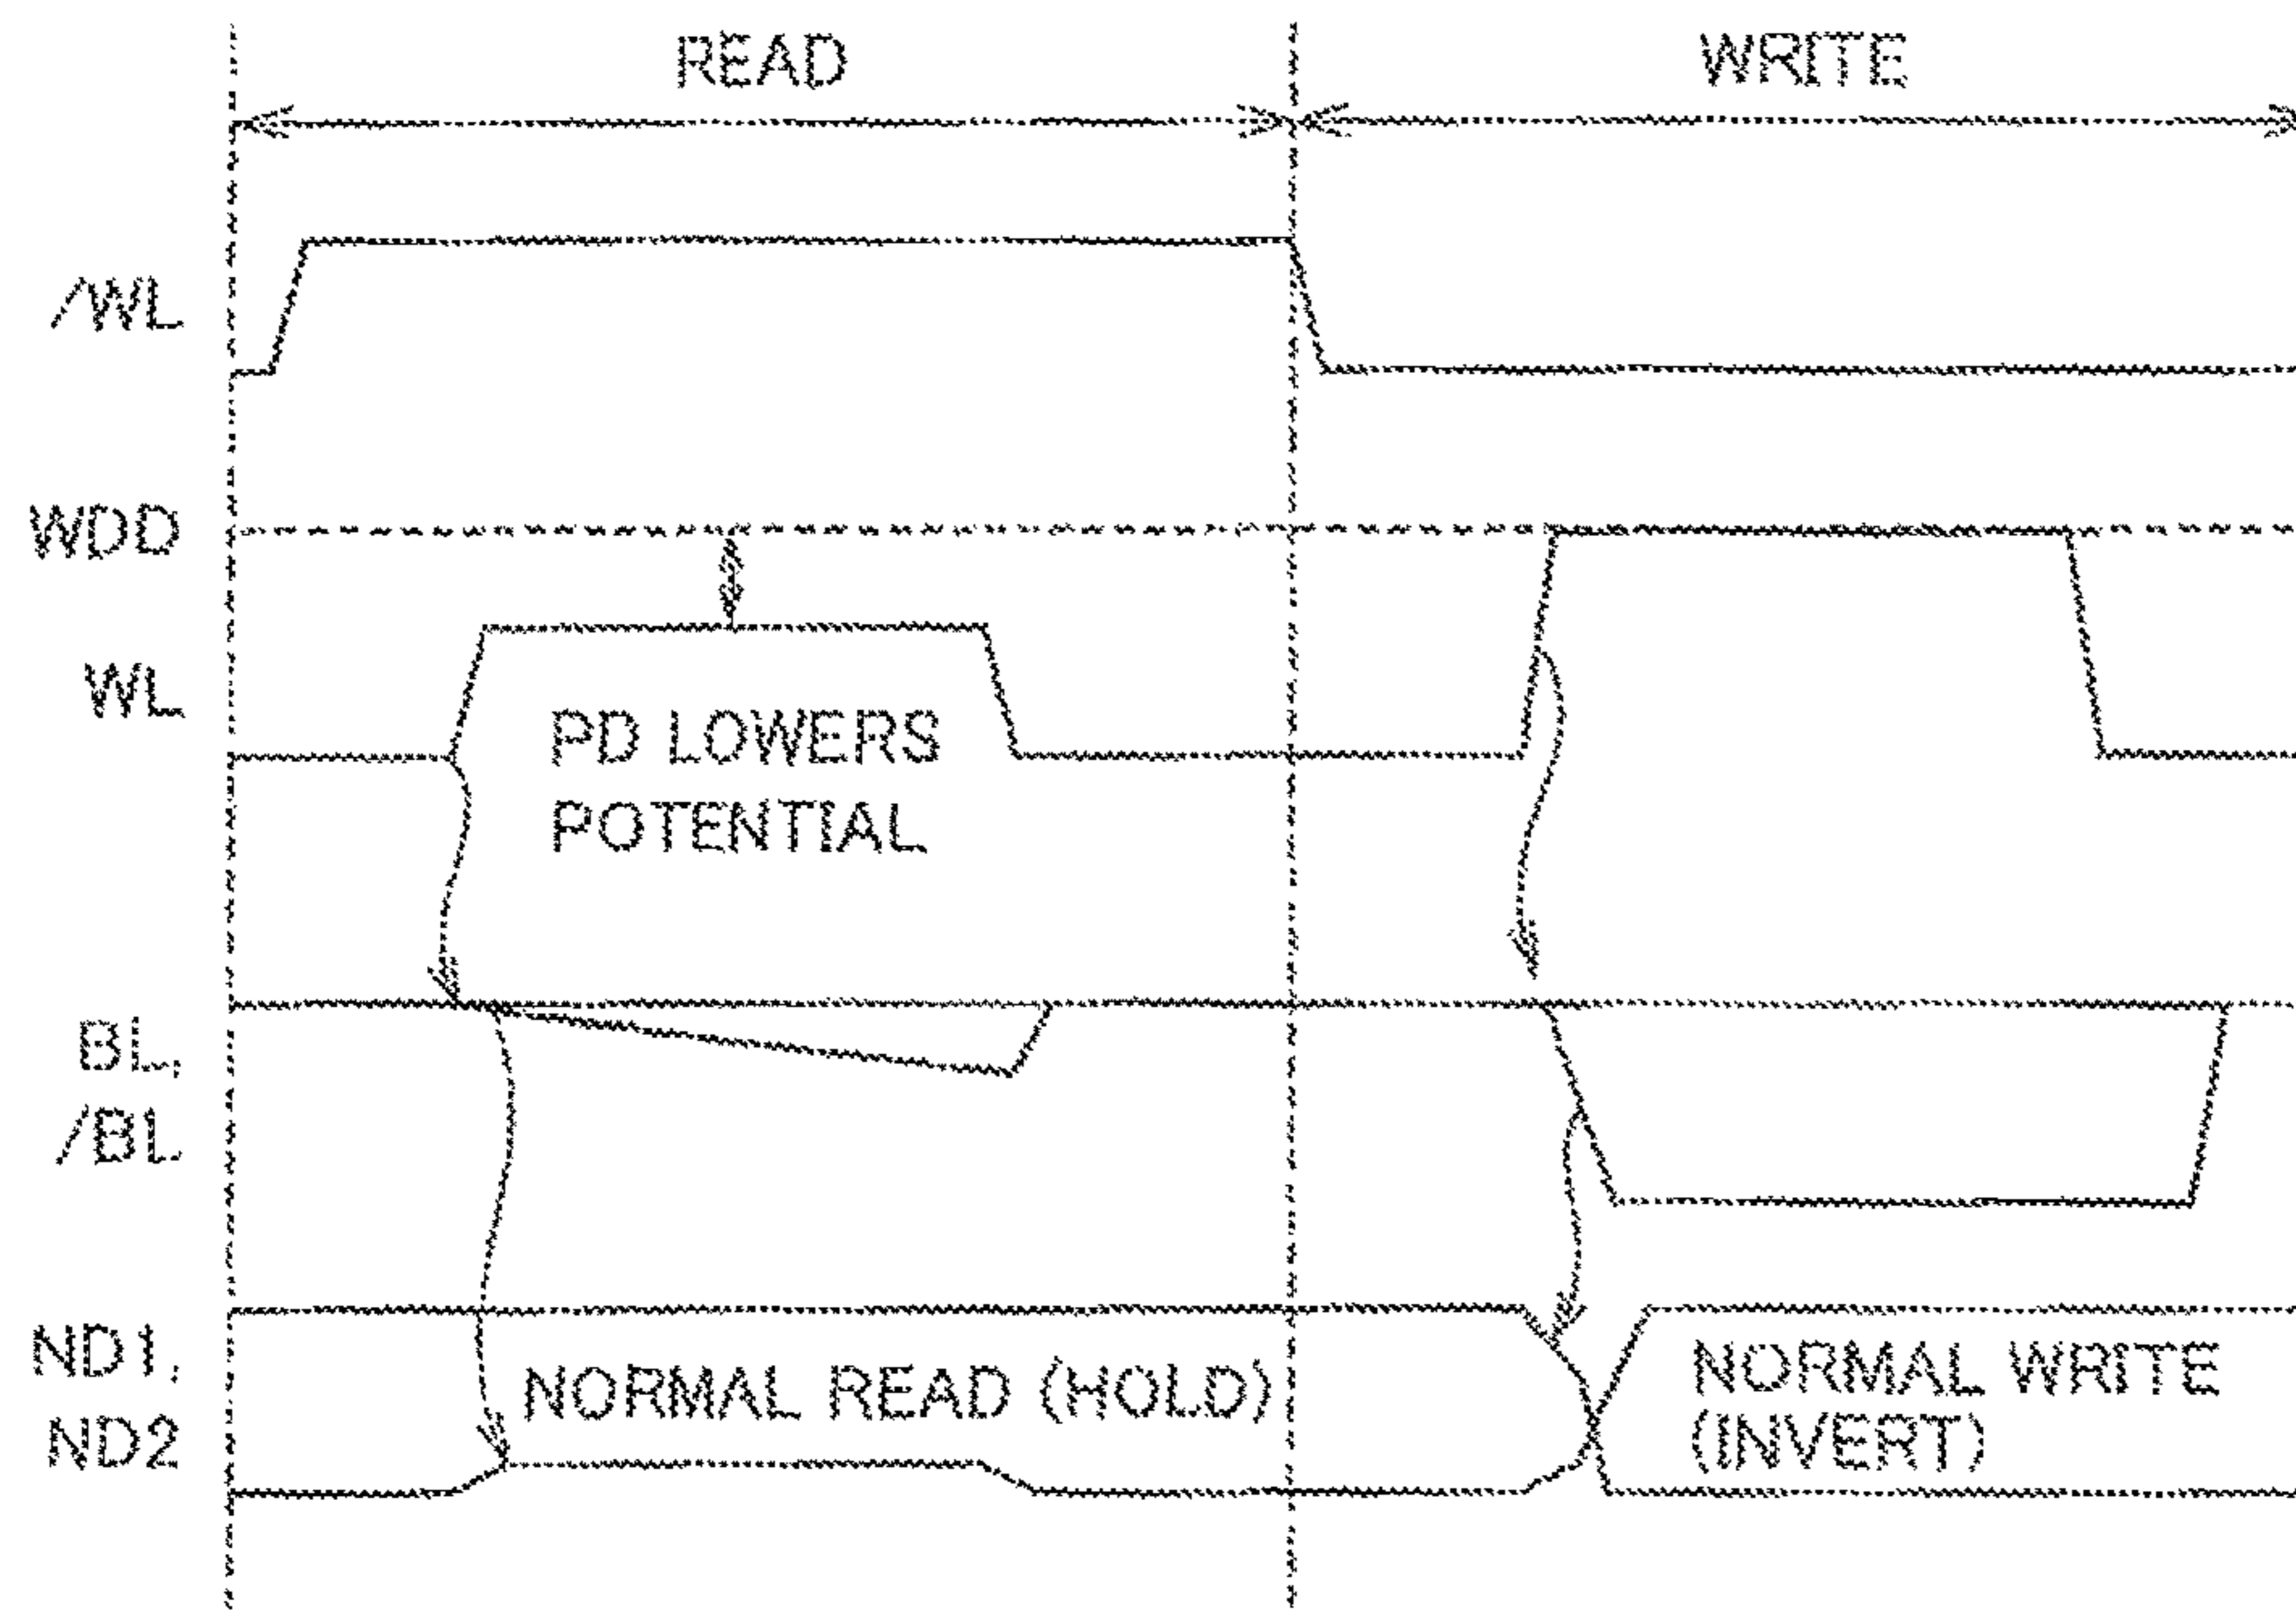 READ
WRITE
/WL
WDD
WL
PD LOWERS
POTENTIAL
BL,
/BL
ND1,
ND2
NORMAL READ (HOLD)
NORMAL WRITE
(INVERT)